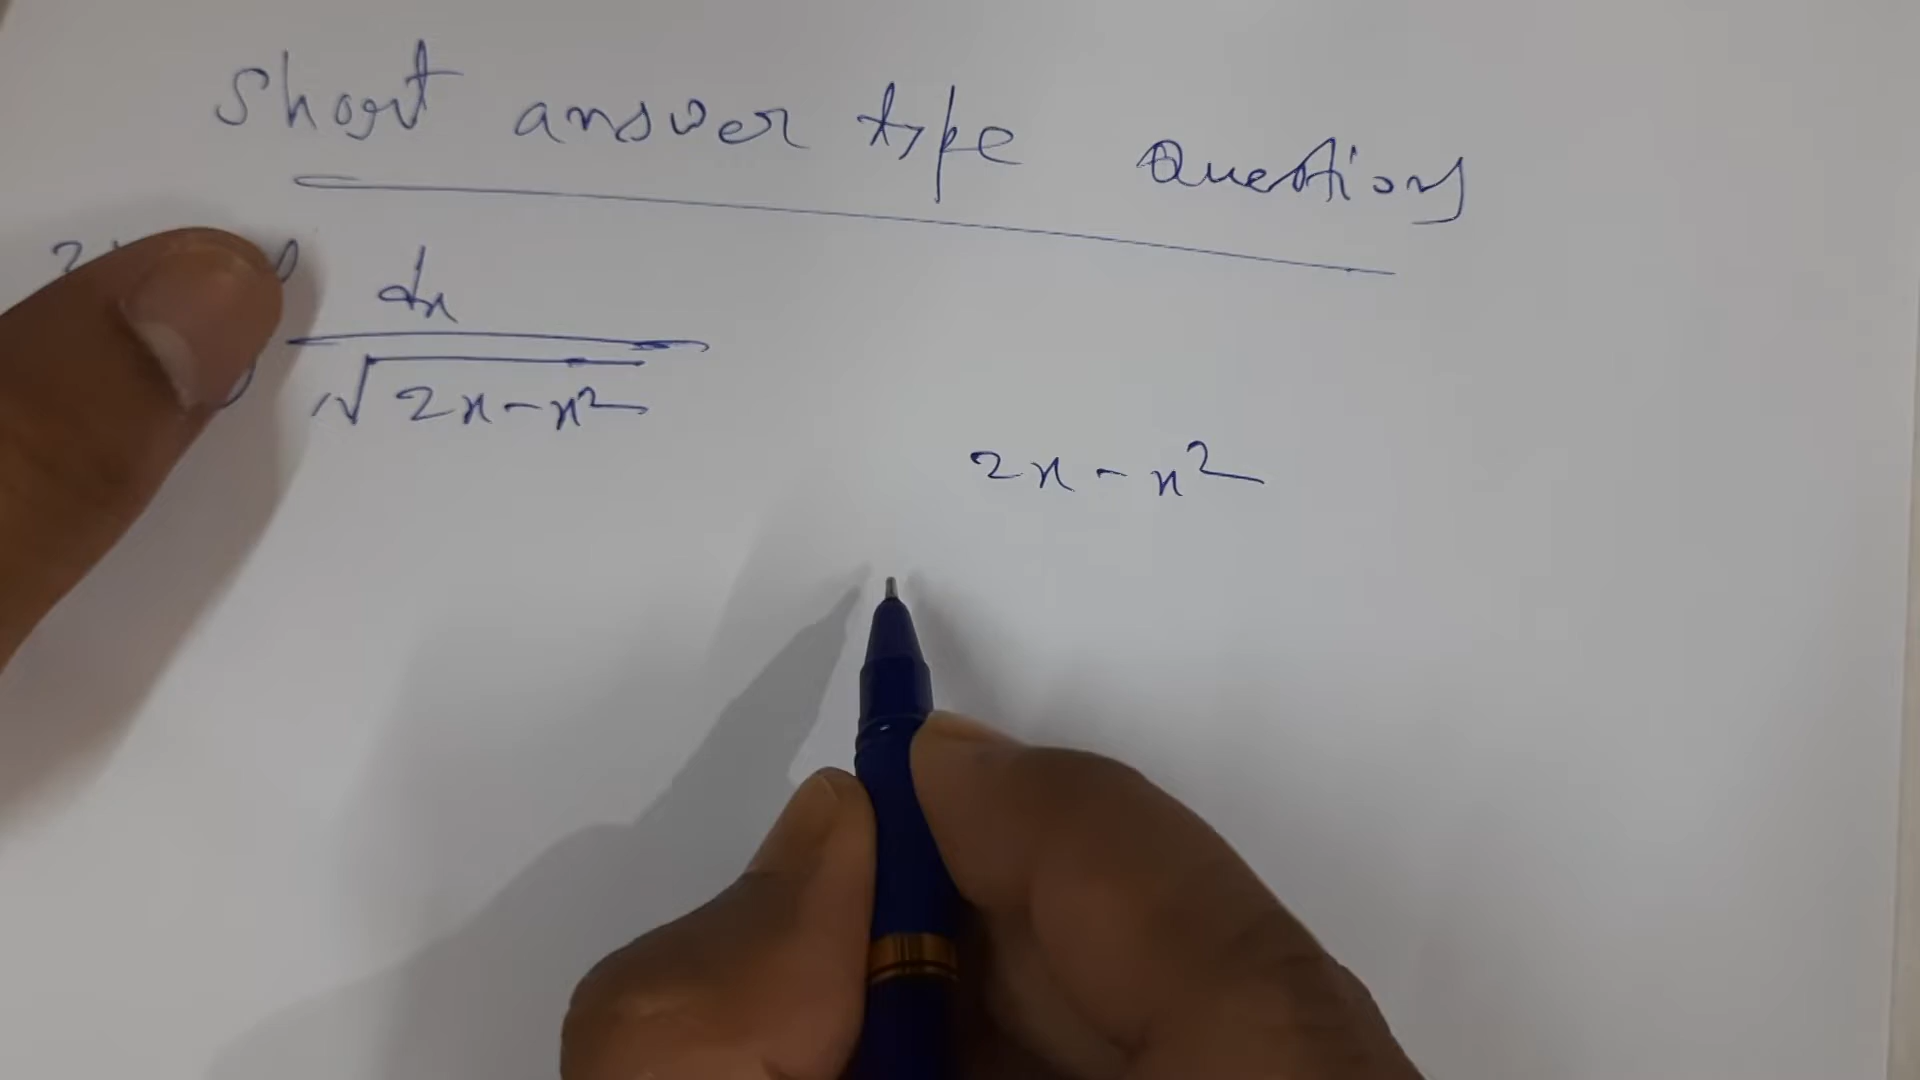 Short answer type Questions
∫ dx
√2x-x²
2x - x²